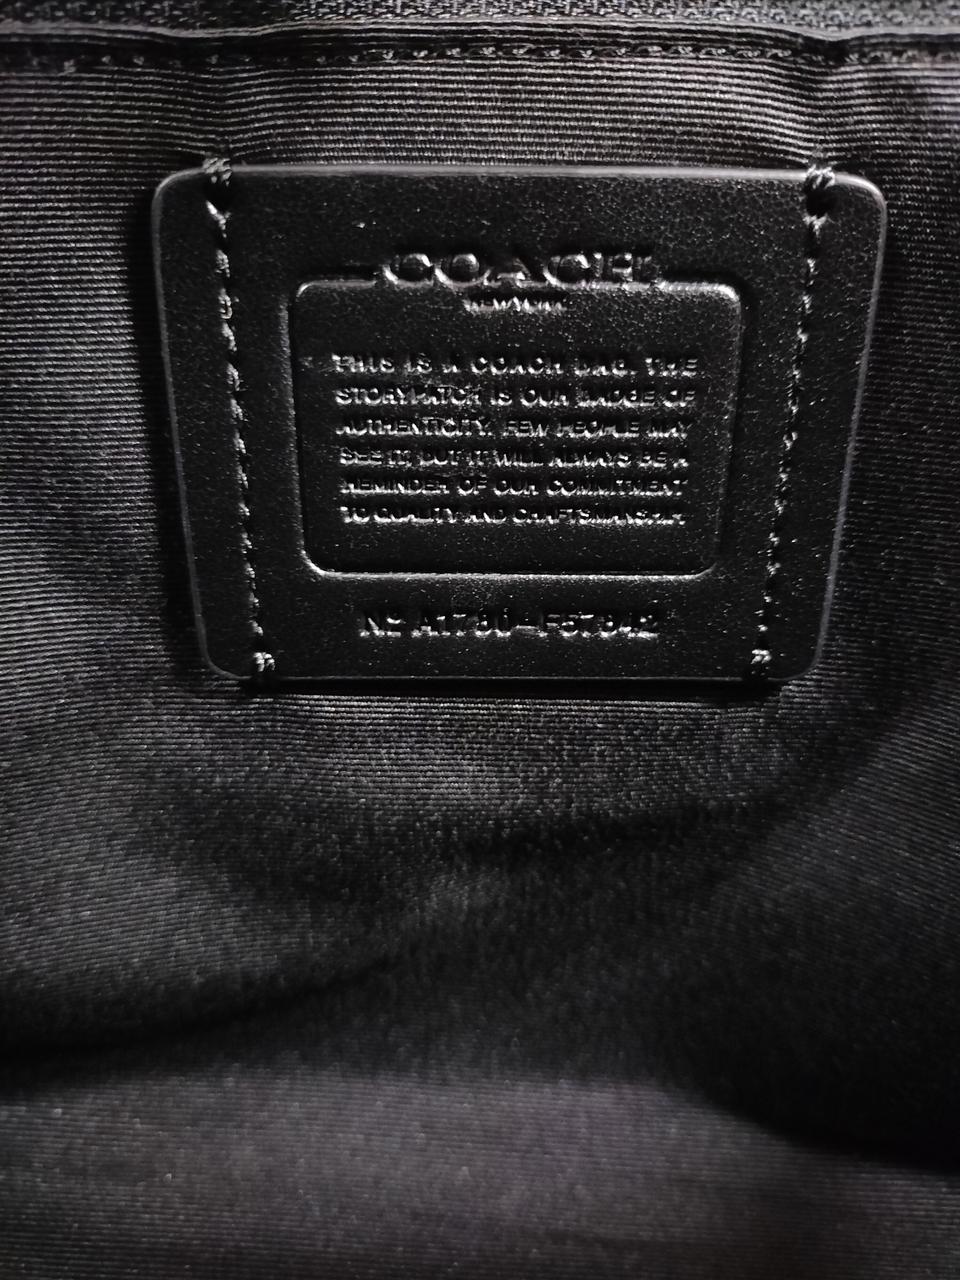 COACH
NEW YORK
THIS IS A COACH BAG. THE
STORYPATCH IS OUR BADGE OF
AUTHENTICITY. FEW PEOPLE MAY
SEE IT, BUT IT WILL ALWAYS BE A
REMINDER OF OUR COMMITMENT
TO QUALITY AND CRAFTSMANSHIP.
Nº